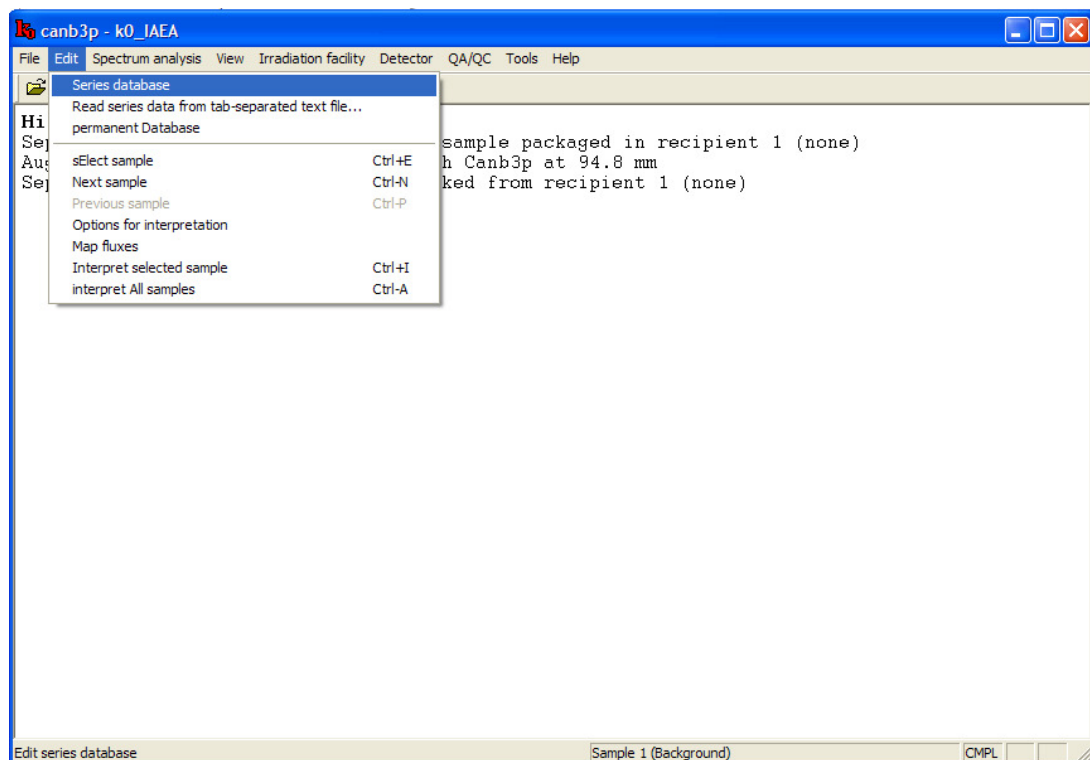 canb3p - k0_IAEA
File Edit Spectrum analysis View Irradiation facility Detector QA/QC Tools Help
Series database
Read series data from tab-separated text file...
permanent Database
sElect sample Ctrl+E
Next sample Ctrl-N
Previous sample Ctrl-P
Options for interpretation
Map fluxes
Interpret selected sample Ctrl+I
interpret All samples Ctrl-A
Hi
Sep sample packaged in recipient 1 (none)
Aug h Canb3p at 94.8 mm
Sep ked from recipient 1 (none)
Edit series database Sample 1 (Background) CMPL